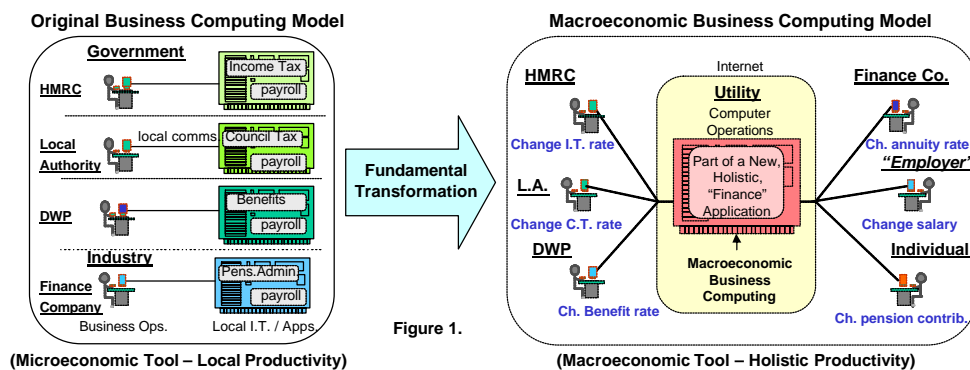 Original Business Computing Model
Government
HMRC
Income Tax
payroll
Local
Authority
local comms
Council Tax
payroll
DWP
Benefits
payroll
Industry
Finance
Company
Pens.Admin
payroll
Business Ops.
Local I.T. / Apps
(Microeconomic Tool – Local Productivity)
Fundamental
Transformation
Figure 1.
Macroeconomic Business Computing Model
Internet
HMRC
Change I.T. rate
L.A.
Change C.T. rate
DWP
Ch. Benefit rate
Utility
Computer
Operations
Part of a New,
Holistic,
“Finance”
Application
Macroeconomic
Business
Computing
Finance Co.
Ch. annuity rate
“Employer”
Change salary
Individual
Ch. pension contrib.
(Macroeconomic Tool – Holistic Productivity)